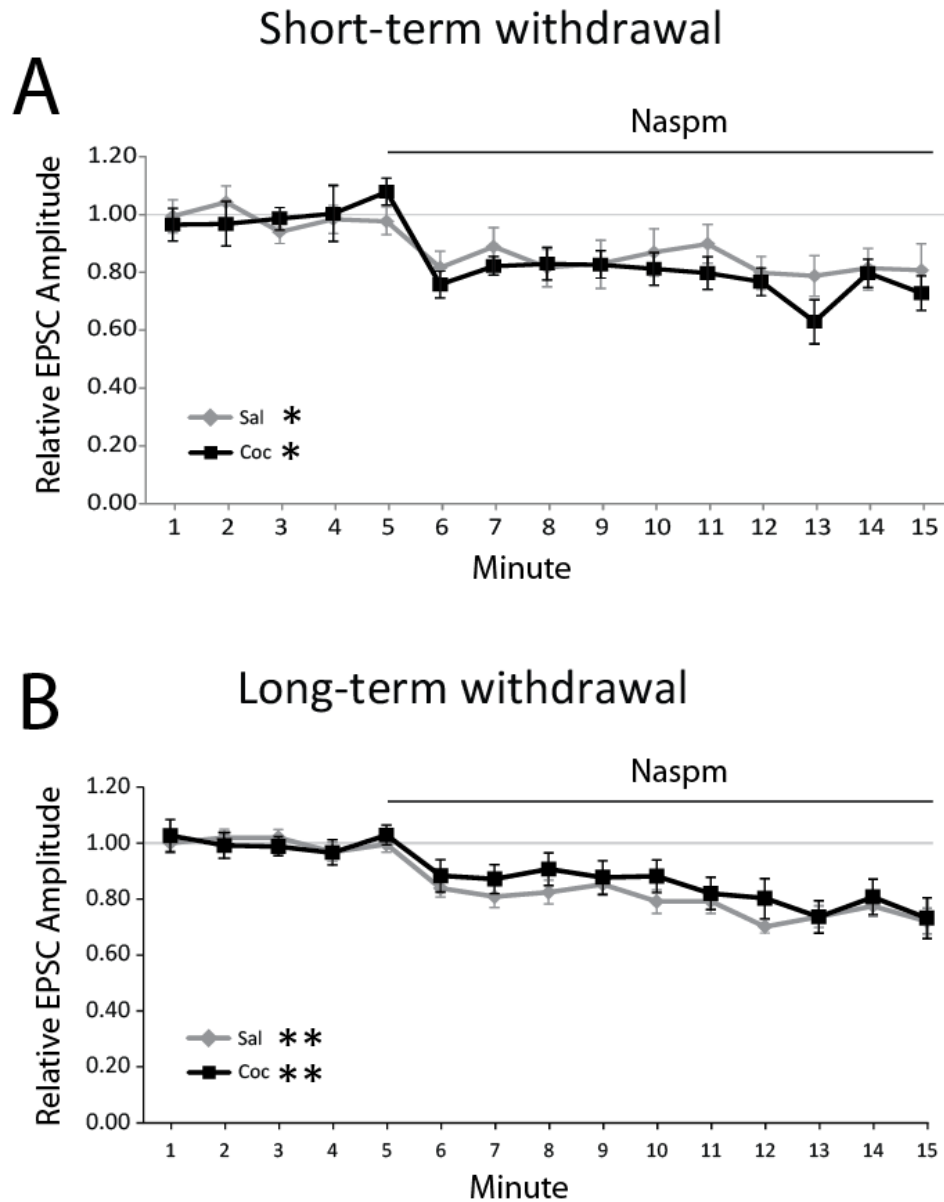 Short-term withdrawal
A
Naspm
Relative EPSC Amplitude
1.20
1.00
0.80
0.60
0.40
0.20
0.00
Sal *
Coc *
1 2 3 4 5 6 7 8 9 10 11 12 13 14 15
Minute
B
Long-term withdrawal
Naspm
Relative EPSC Amplitude
1.20
1.00
0.80
0.60
0.40
0.20
0.00
Sal **
Coc **
1 2 3 4 5 6 7 8 9 10 11 12 13 14 15
Minute